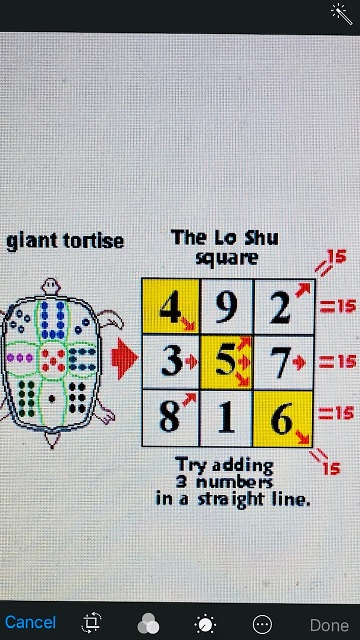 giant tortise
The Lo Shu
square
=15
4 9 2 =15
3 5 7 =15
8 1 6 =15
=15
Try adding
3 numbers
in a straight line.
Cancel Done